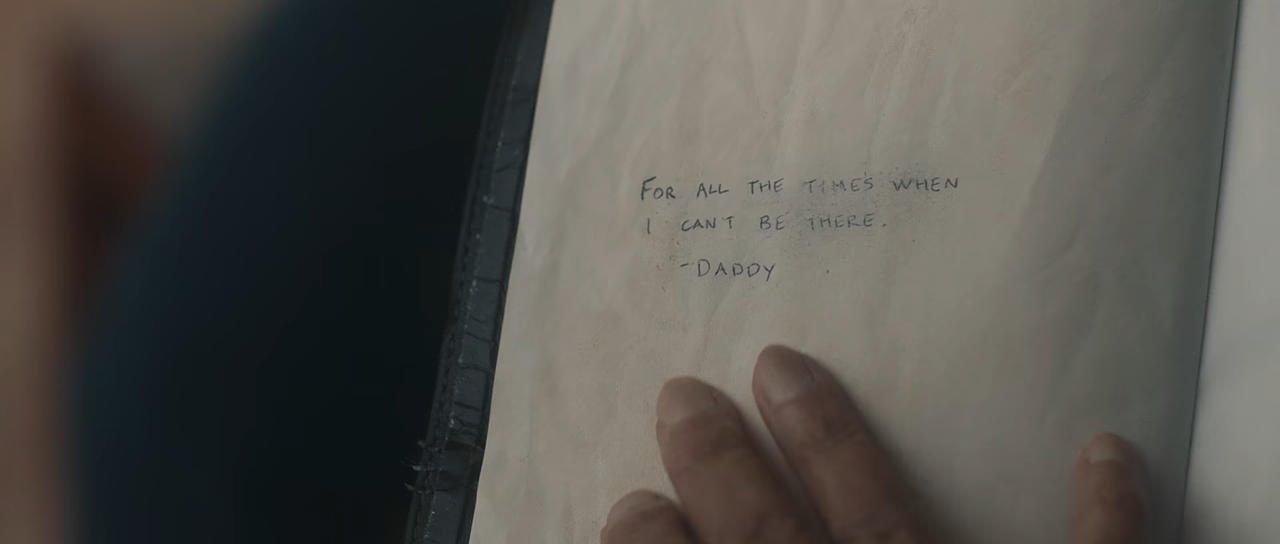 FOR ALL THE TIMES WHEN
I CAN'T BE THERE.
-DADDY